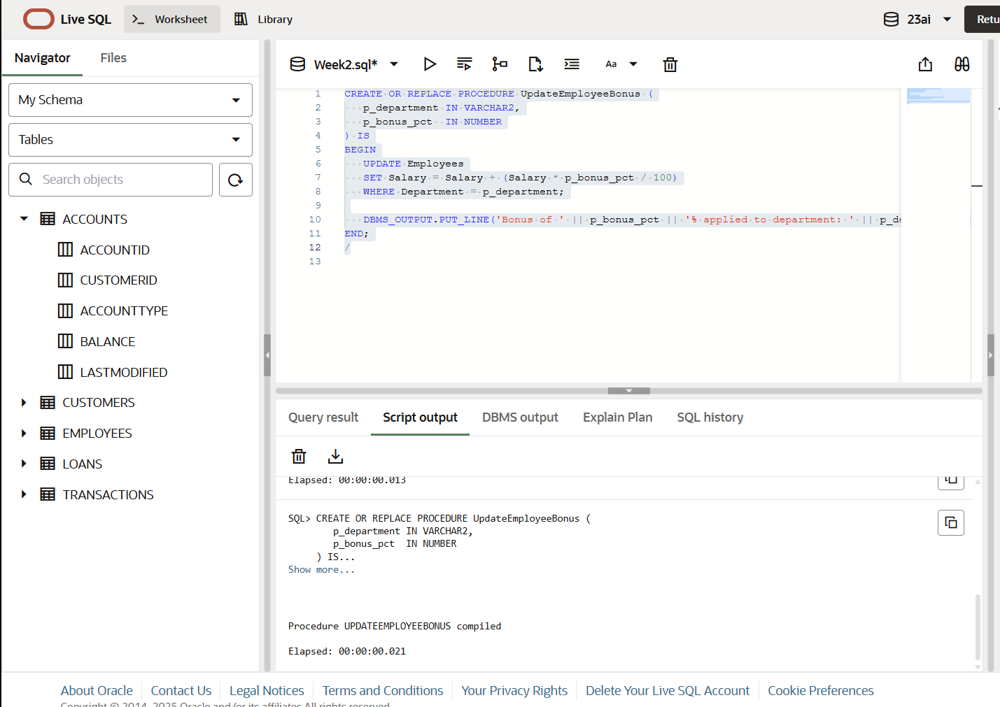 Live SQL
Worksheet
Library
23ai
Retu
Navigator
Files
My Schema
Tables
Search objects
ACCOUNTS
ACCOUNTID
CUSTOMERID
ACCOUNTTYPE
BALANCE
LASTMODIFIED
CUSTOMERS
EMPLOYEES
LOANS
TRANSACTIONS
Week2.sql*
Aa
1 CREATE OR REPLACE PROCEDURE UpdateEmployeeBonus (
2    p_department IN VARCHAR2,
3    p_bonus_pct  IN NUMBER
4 ) IS
5 BEGIN
6    UPDATE Employees
7    SET Salary = Salary + (Salary * p_bonus_pct / 100)
8    WHERE Department = p_department;
9
10    DBMS_OUTPUT.PUT_LINE('Bonus of ' || p_bonus_pct || '% applied to department: ' || p_de
11 END;
12 /
13
Query result
Script output
DBMS output
Explain Plan
SQL history
Elapsed: 00:00:00.013
SQL> CREATE OR REPLACE PROCEDURE UpdateEmployeeBonus (
        p_department IN VARCHAR2,
        p_bonus_pct  IN NUMBER
     ) IS...
Show more...
Procedure UPDATEEMPLOYEEBONUS compiled
Elapsed: 00:00:00.021
About Oracle
Contact Us
Legal Notices
Terms and Conditions
Your Privacy Rights
Delete Your Live SQL Account
Cookie Preferences
Copyright © 2014, 2025 Oracle and/or its affiliates All rights reserved.